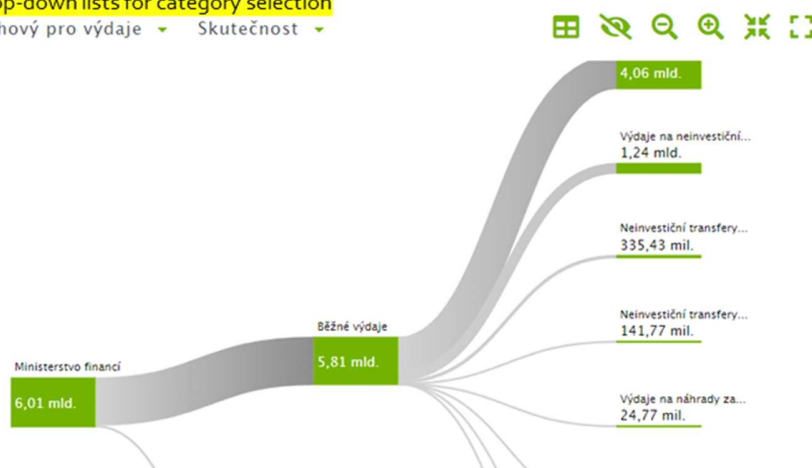 op-down lists for category selection
hový pro výdaje Skutečnost
4,06 mld.
Výdaje na neinvestiční...
1,24 mld.
Neinvestiční transfery...
335,43 mil.
Neinvestiční transfery...
141,77 mil.
Běžné výdaje
5,81 mld.
Ministerstvo financí
6,01 mld.
Výdaje na náhrady za...
24,77 mil.